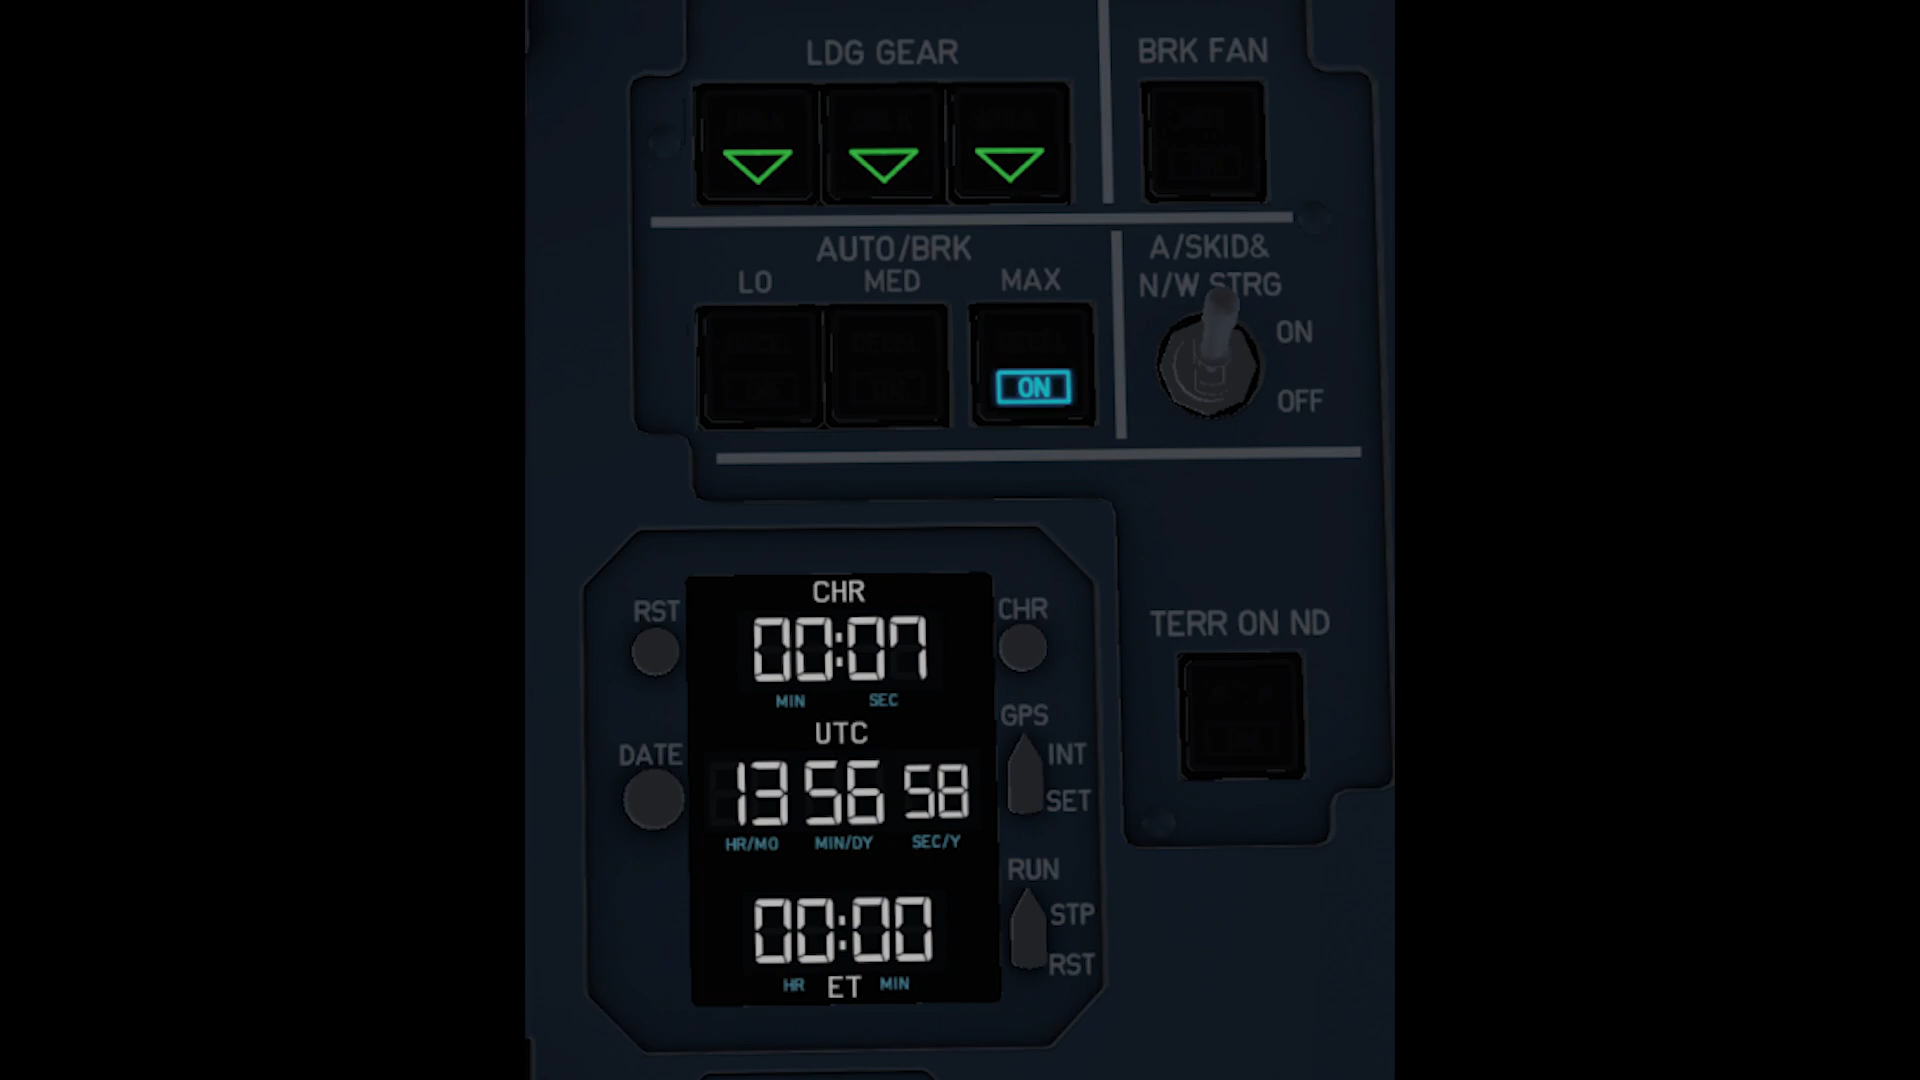 LDG GEAR
BRK FAN
AUTO/BRK
LO MED MAX
A/SKID&
N/W STRG
ON
OFF
ON
CHR
RST
CHR
00:07
MIN SEC
UTC
GPS
DATE
INT
SET
13 56 58
HR/MO MIN/DY SEC/Y
RUN
STP
RST
00:00
HR ET MIN
TERR ON ND